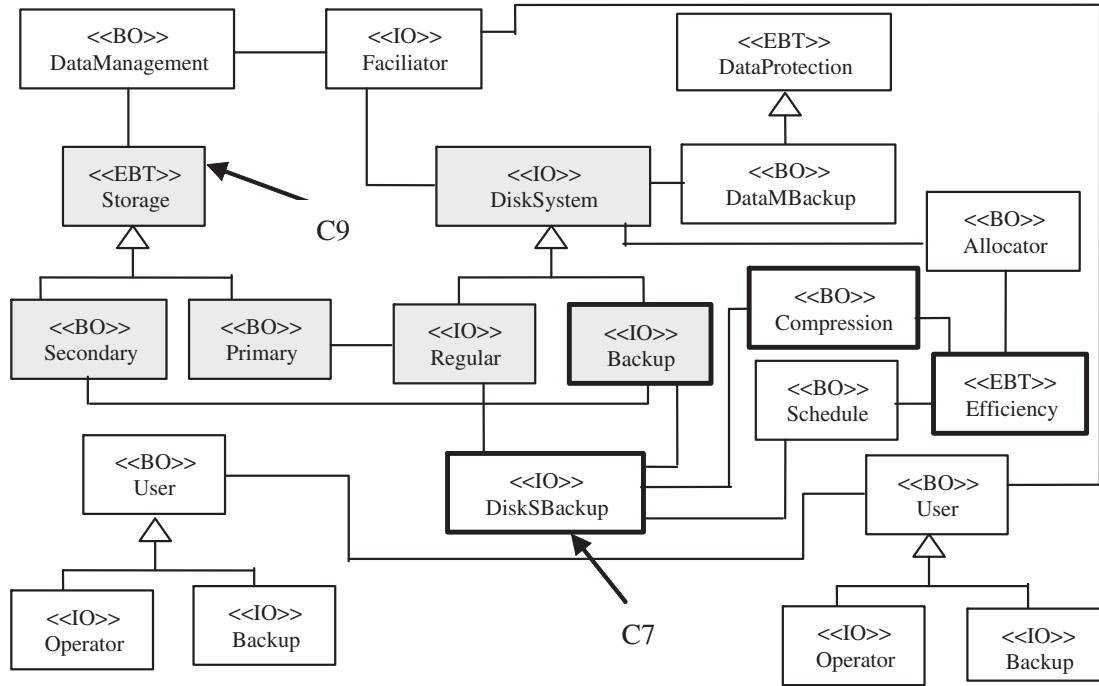 <<BO>>
DataManagement
<<IO>>
Faciliator
<<EBT>>
DataProtection
<<EBT>>
Storage
C9
<<IO>>
DiskSystem
<<BO>>
DataMBackup
<<BO>>
Allocator
<<BO>>
Secondary
<<BO>>
Primary
<<IO>>
Regular
<<IO>>
Backup
<<BO>>
Compression
<<BO>>
Schedule
<<EBT>>
Efficiency
<<BO>>
User
<<IO>>
DiskSBackup
<<BO>>
User
<<IO>>
Operator
<<IO>>
Backup
C7
<<IO>>
Operator
<<IO>>
Backup